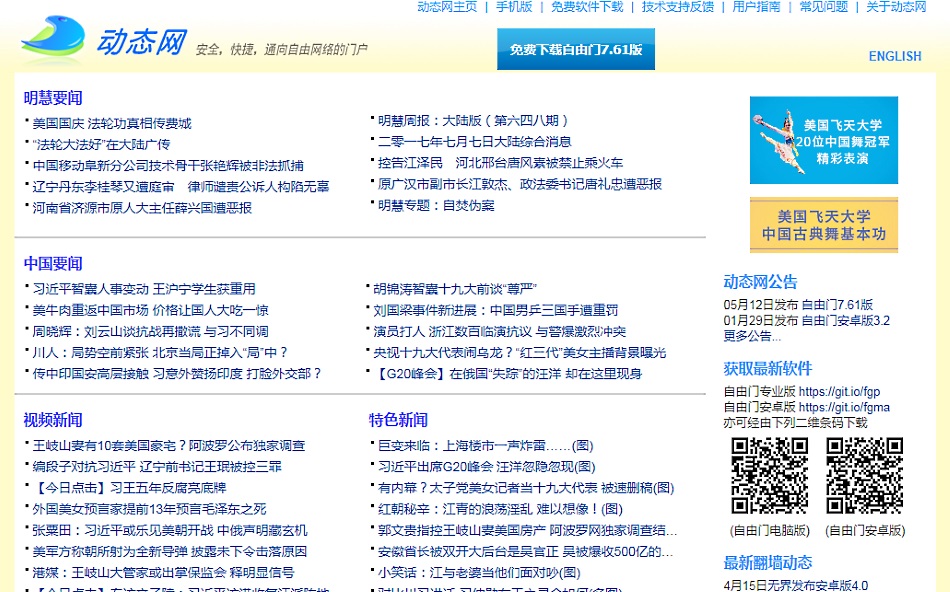 动态网主页 | 手机版 | 免费软件下载 | 技术支持反馈 | 用户指南 | 常见问题 | 关于动态网
动态网 安全，快捷，通向自由网络的门户
免费下载自由门7.61版
ENGLISH
明慧要闻
美国国庆 法轮功真相传费城
“法轮大法好”在大陆广传
中国移动阜新分公司技术骨干张艳辉被非法抓捕
辽宁丹东李桂琴又遭庭审 律师谴责公诉人构陷无辜
河南省济源市原人大主任薛兴国遭恶报
明慧周报：大陆版（第六四八期）
二零一七年七月七日大陆综合消息
控告江泽民 河北邢台唐风素被禁止乘火车
原广汉市副市长江敦杰、政法委书记唐礼忠遭恶报
明慧专题：自焚伪案
中国要闻
习近平智囊人事变动 王沪宁学生获重用
美牛肉重返中国市场 价格让国人大吃一惊
周晓辉：刘云山谈抗战再撒谎 与习不同调
川人：局势空前紧张 北京当局正掉入“局”中？
传中印国安高层接触 习意外赞扬印度 打脸外交部？
胡锦涛智囊十九大前谈“尊严”
刘国梁事件新进展：中国男乒三国手遭重罚
演员打人 浙江数百临演抗议 与警爆激烈冲突
央视十九大代表闹乌龙？“红三代”美女主播背景曝光
【G20峰会】在俄国“失踪”的汪洋 却在这里现身
视频新闻
王岐山妻有10套美国豪宅？阿波罗公布独家调查
编段子对抗习近平 辽宁前书记王珉被控三罪
【今日点击】习王五年反腐亮底牌
外国美女预言家提前13年预言毛泽东之死
张粟田：习近平或乐见美朝开战 中俄声明藏玄机
美军方称朝所射为全新导弹 披露未下令击落原因
港媒：王岐山大管家或出掌保监会 释明显信号
特色新闻
巨变来临：上海楼市一声炸雷……(图)
习近平出席G20峰会 汪洋忽隐忽现(图)
有内幕？太子党美女记者当十九大代表 被速删稿(图)
红朝秘辛：江青的浪荡淫乱 难以想像！(图)
郭文贵指控王岐山妻美国房产 阿波罗网独家调查结…
安徽省长被双开大后台是吴官正 吴被爆收500亿的…
小笑话：江与老婆当他们面对吵(图)
美国飞天大学
20位中国舞冠军
精彩表演
美国飞天大学
中国古典舞基本功
动态网公告
05月12日发布 自由门7.61版
01月29日发布 自由门安卓版3.2
更多公告...
获取最新软件
自由门专业版 https://git.io/fgp
自由门安卓版 https://git.io/fgma
亦可经由下列二维条码下载
(自由门电脑版) (自由门安卓版)
最新翻墙动态
4月15日无界发布安卓版4.0